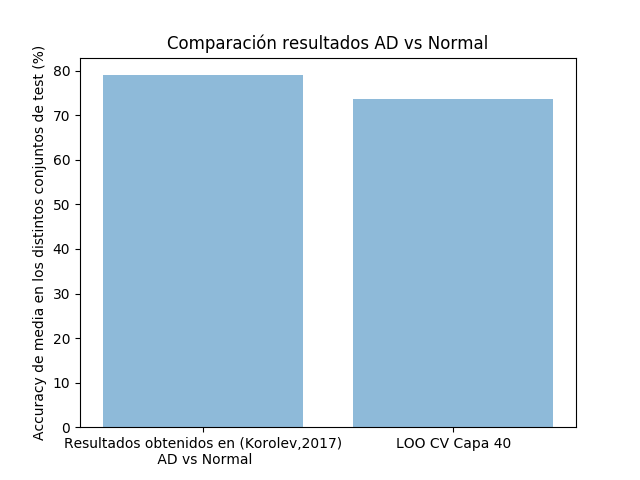 Comparación resultados AD vs Normal
Accuracy de media en los distintos conjuntos de test (%)
80
70
60
50
40
30
20
10
0
Resultados obtenidos en (Korolev,2017)
AD vs Normal
LOO CV Capa 40